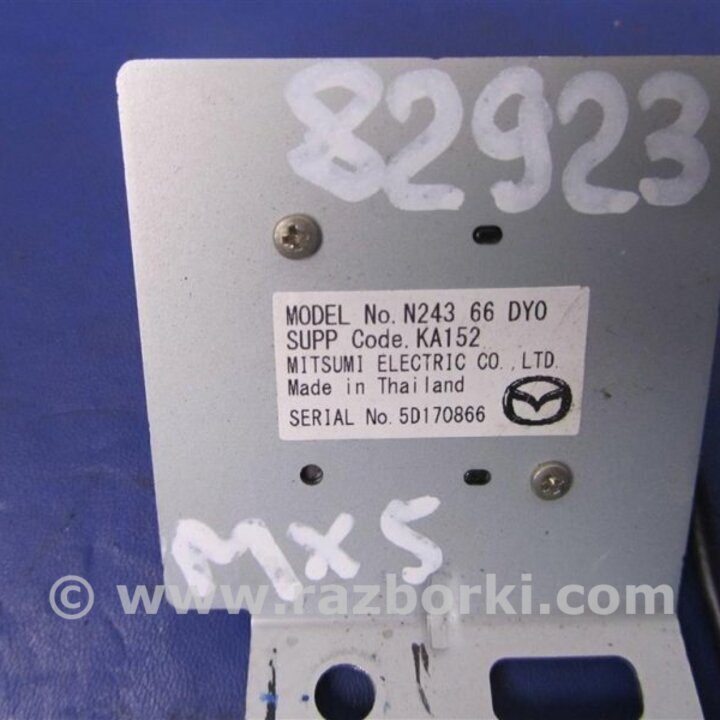 82923
MODEL No. N243 66 DYO
SUPP Code. KA152
MITSUMI ELECTRIC CO., LTD.
Made in Thailand
SERIAL No. 5D170866
MX5
© www.razborki.com